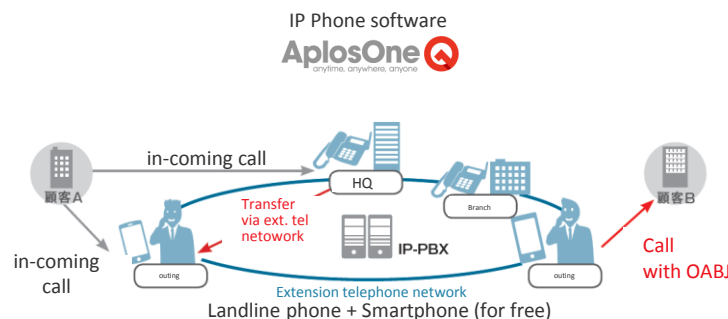 IP Phone software
AplosOne
anytime, anywhere, anyone
in-coming call
HQ
顧客A
顧客B
Branch
Transfer
via ext. tel
netowork
IP-PBX
in-coming
call
outing
outing
Call
with OABJ
Extension telephone network
Landline phone + Smartphone (for free)